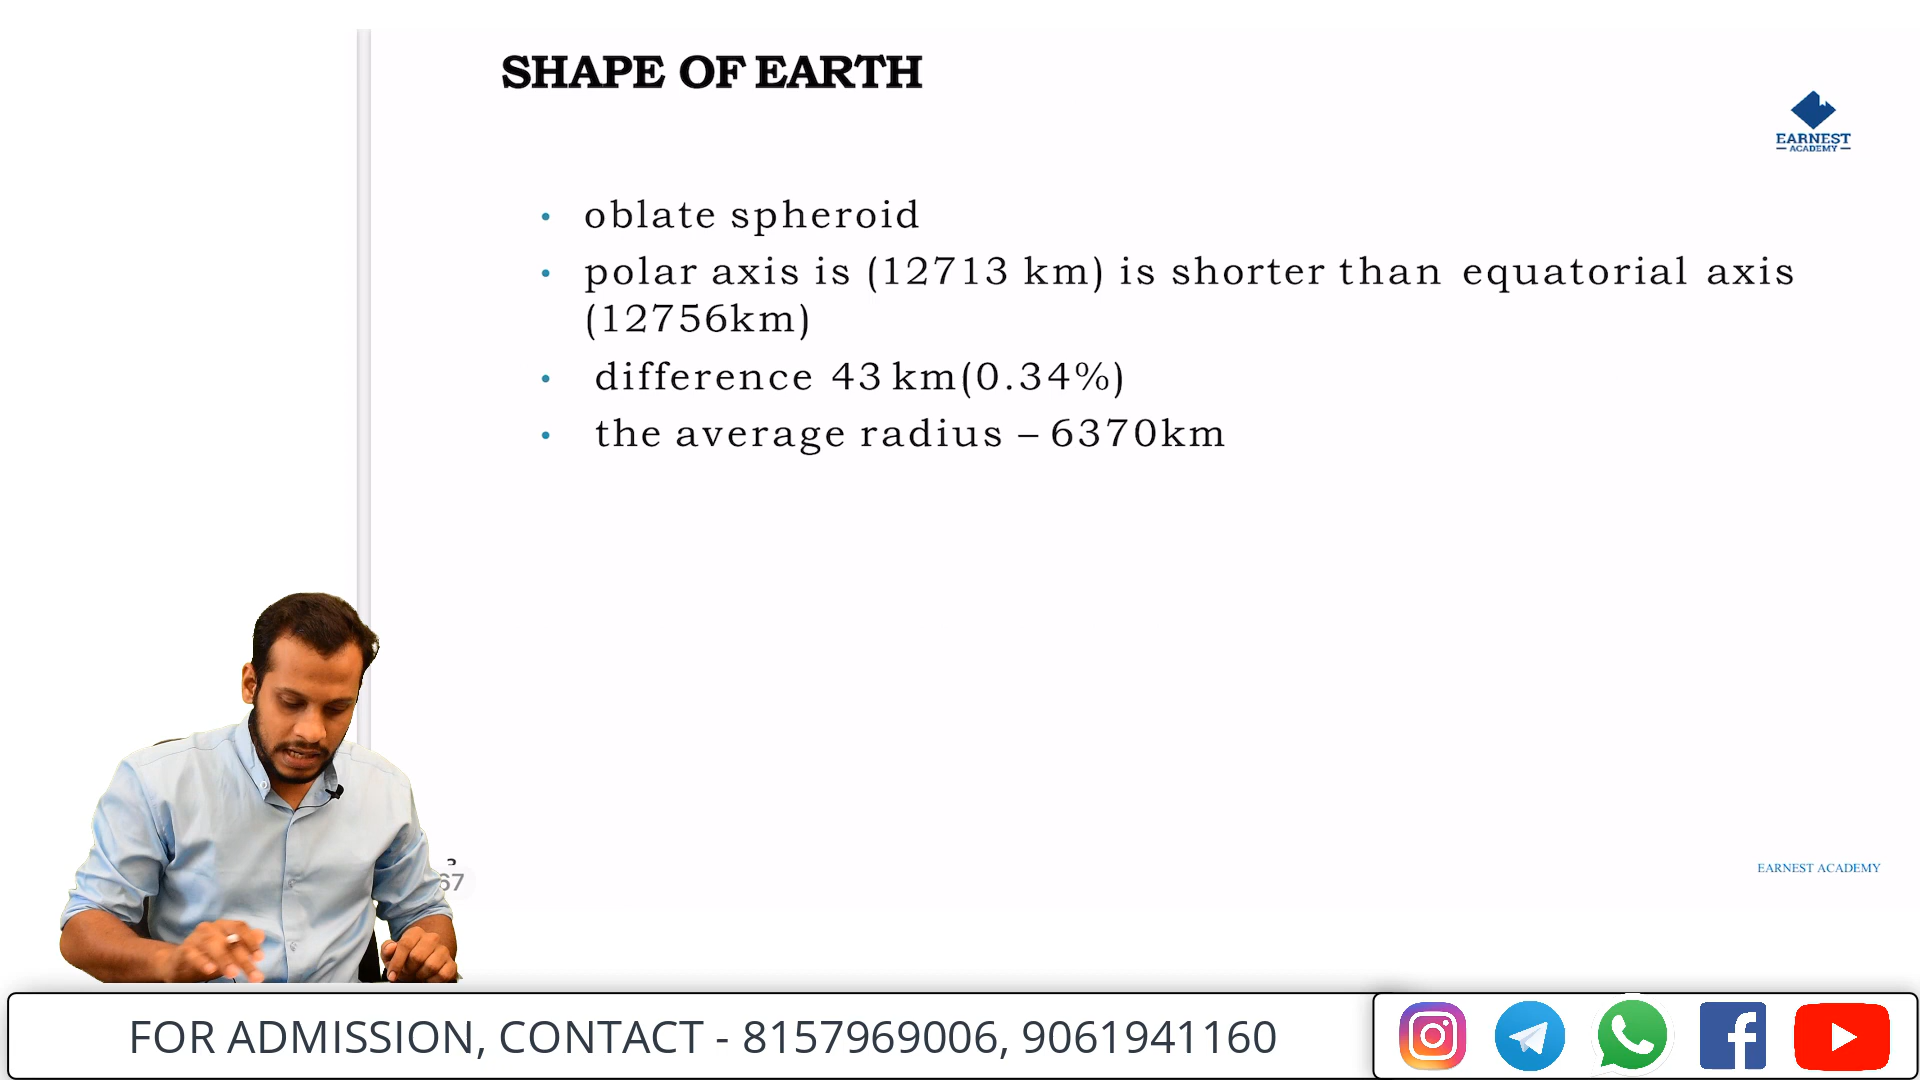 SHAPE OF EARTH
EARNEST
ACADEMY
• oblate spheroid
• polar axis is (12713 km) is shorter than equatorial axis
(12756km)
• difference 43 km(0.34%)
• the average radius – 6370km
67
EARNEST ACADEMY
FOR ADMISSION, CONTACT - 8157969006, 9061941160